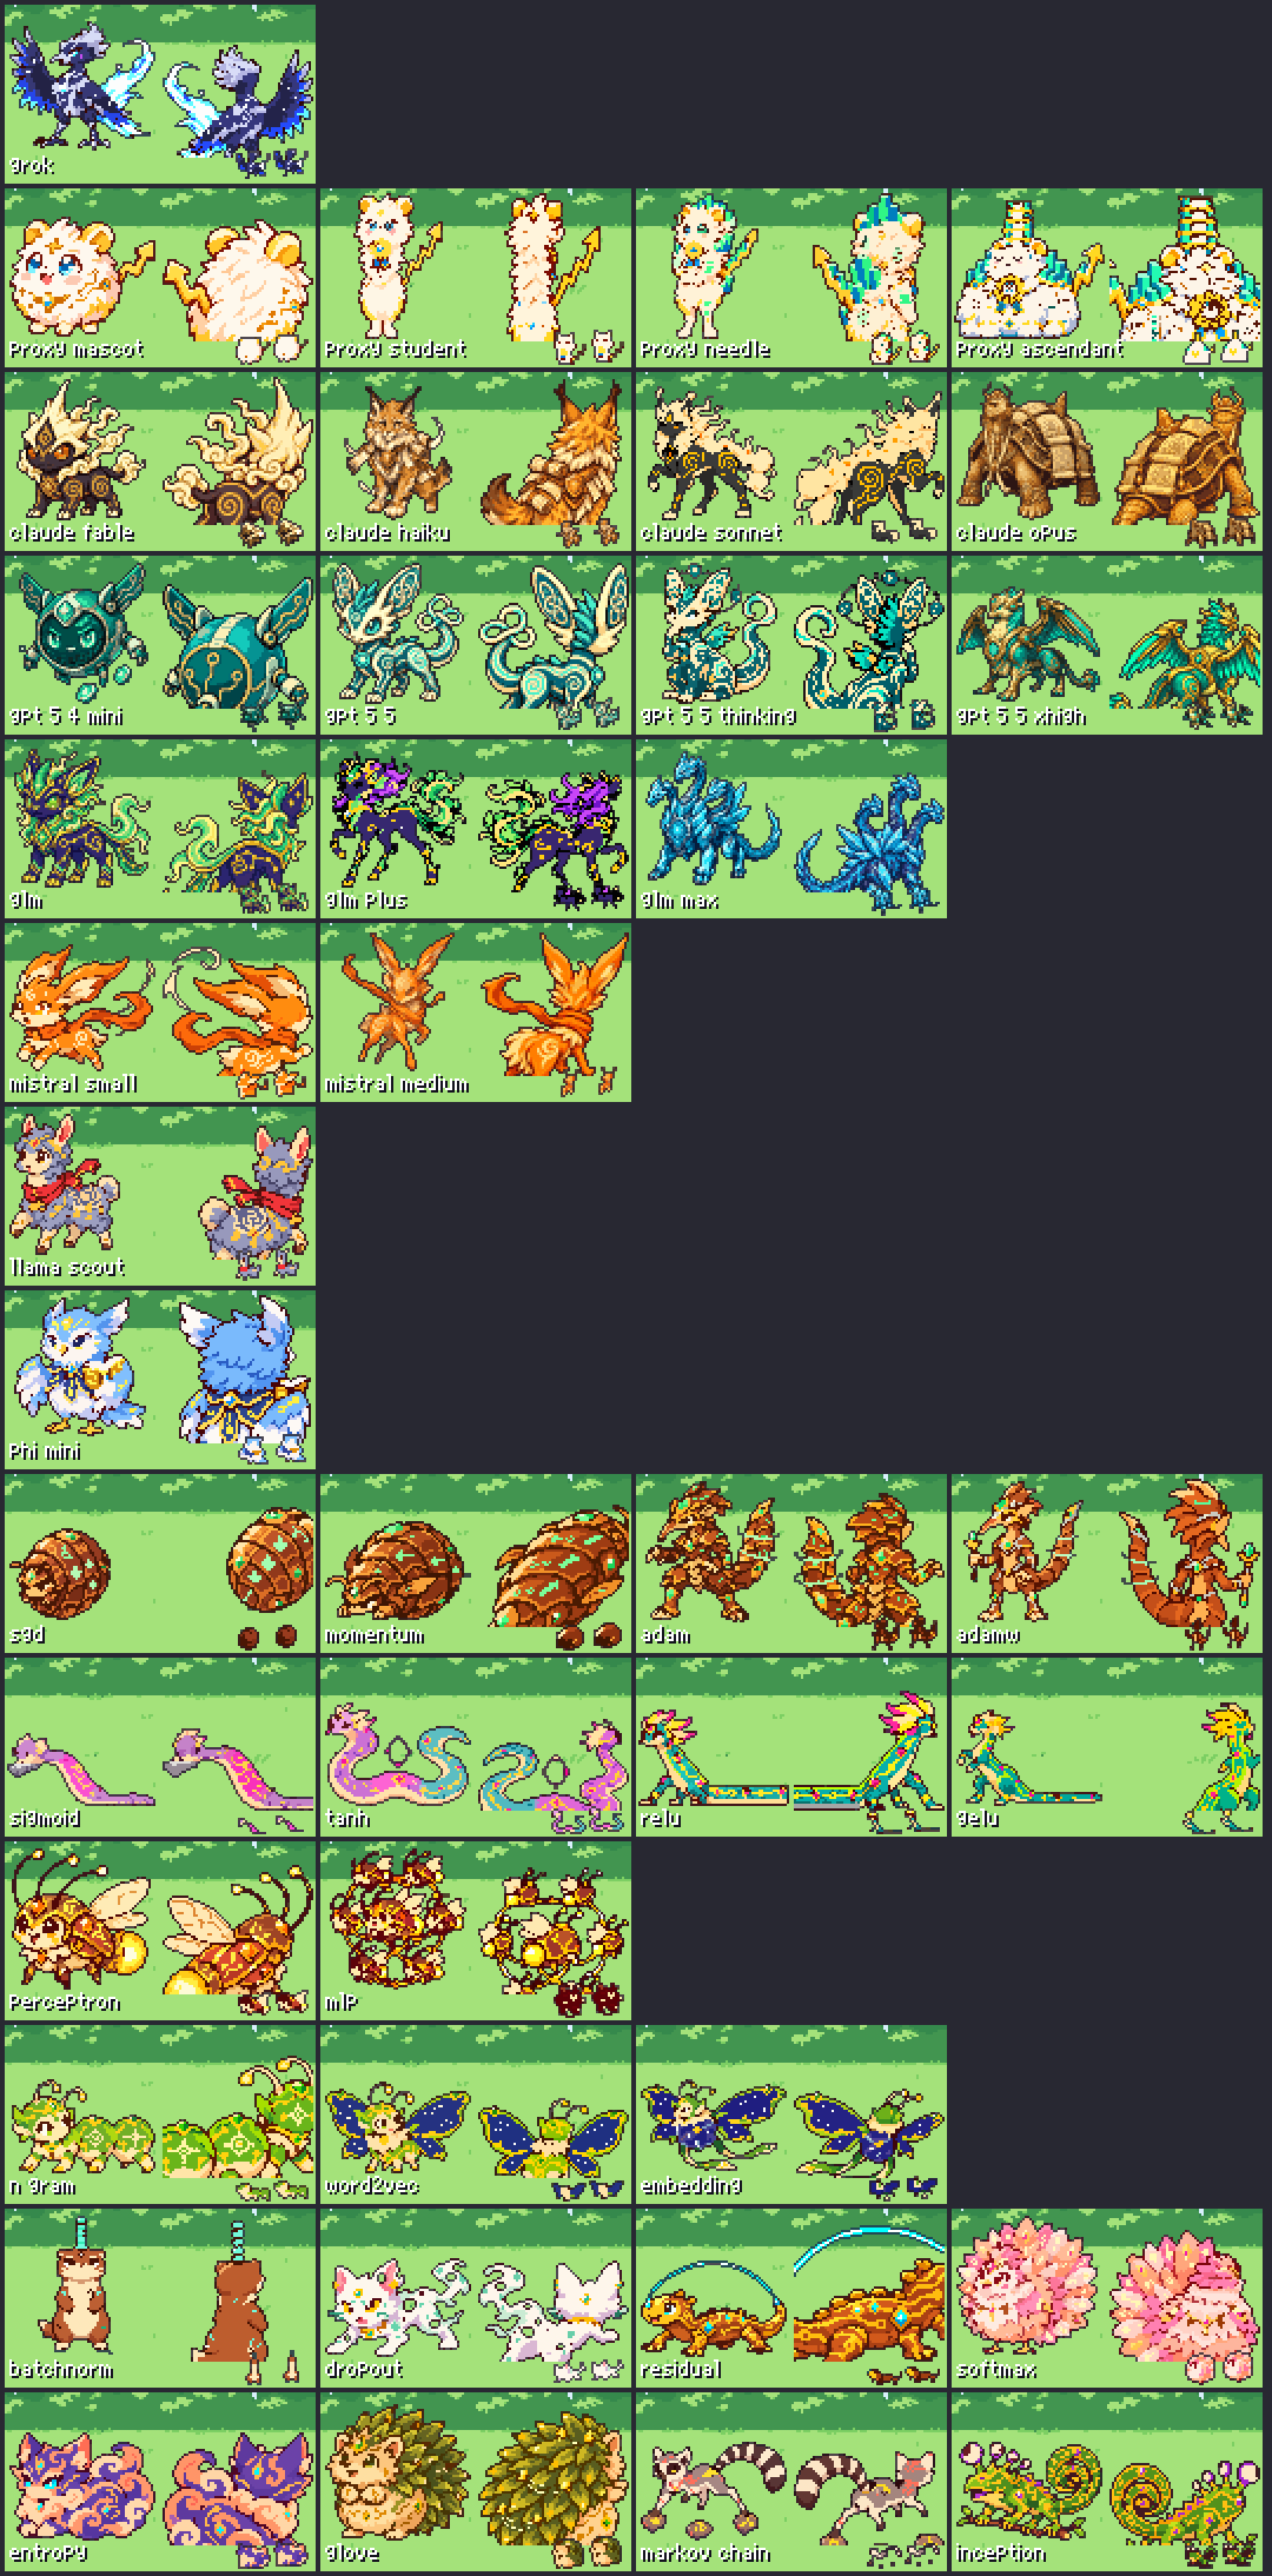 grok
Proxy mascot
Proxy student
Proxy needle
Proxy ascendant
claude fable
claude haiku
claude sonnet
claude oPus
gPt 5 4 mini
gPt 5 5
gPt 5 5 thinking
gPt 5 5 xhigh
glm
glm Plus
glm max
mistral small
mistral medium
llama scout
Phi mini
sgd
momentum
adam
adamw
sigmoid
tanh
relu
gelu
PercePtron
mlP
n gram
word2vec
embedding
batchnorm
droPout
residual
softmax
entroPy
glove
markov chain
incePtion